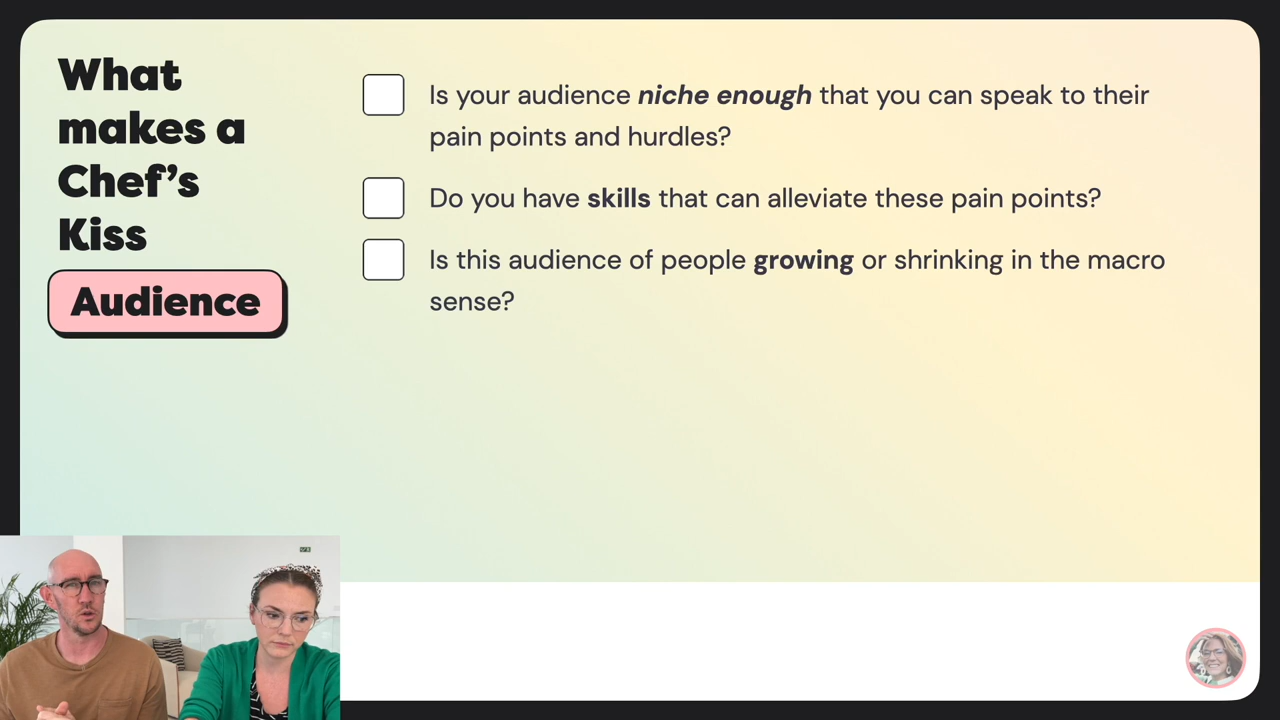 What
makes a
Chef’s
Kiss
Audience
Is your audience niche enough that you can speak to their
pain points and hurdles?
Do you have skills that can alleviate these pain points?
Is this audience of people growing or shrinking in the macro
sense?